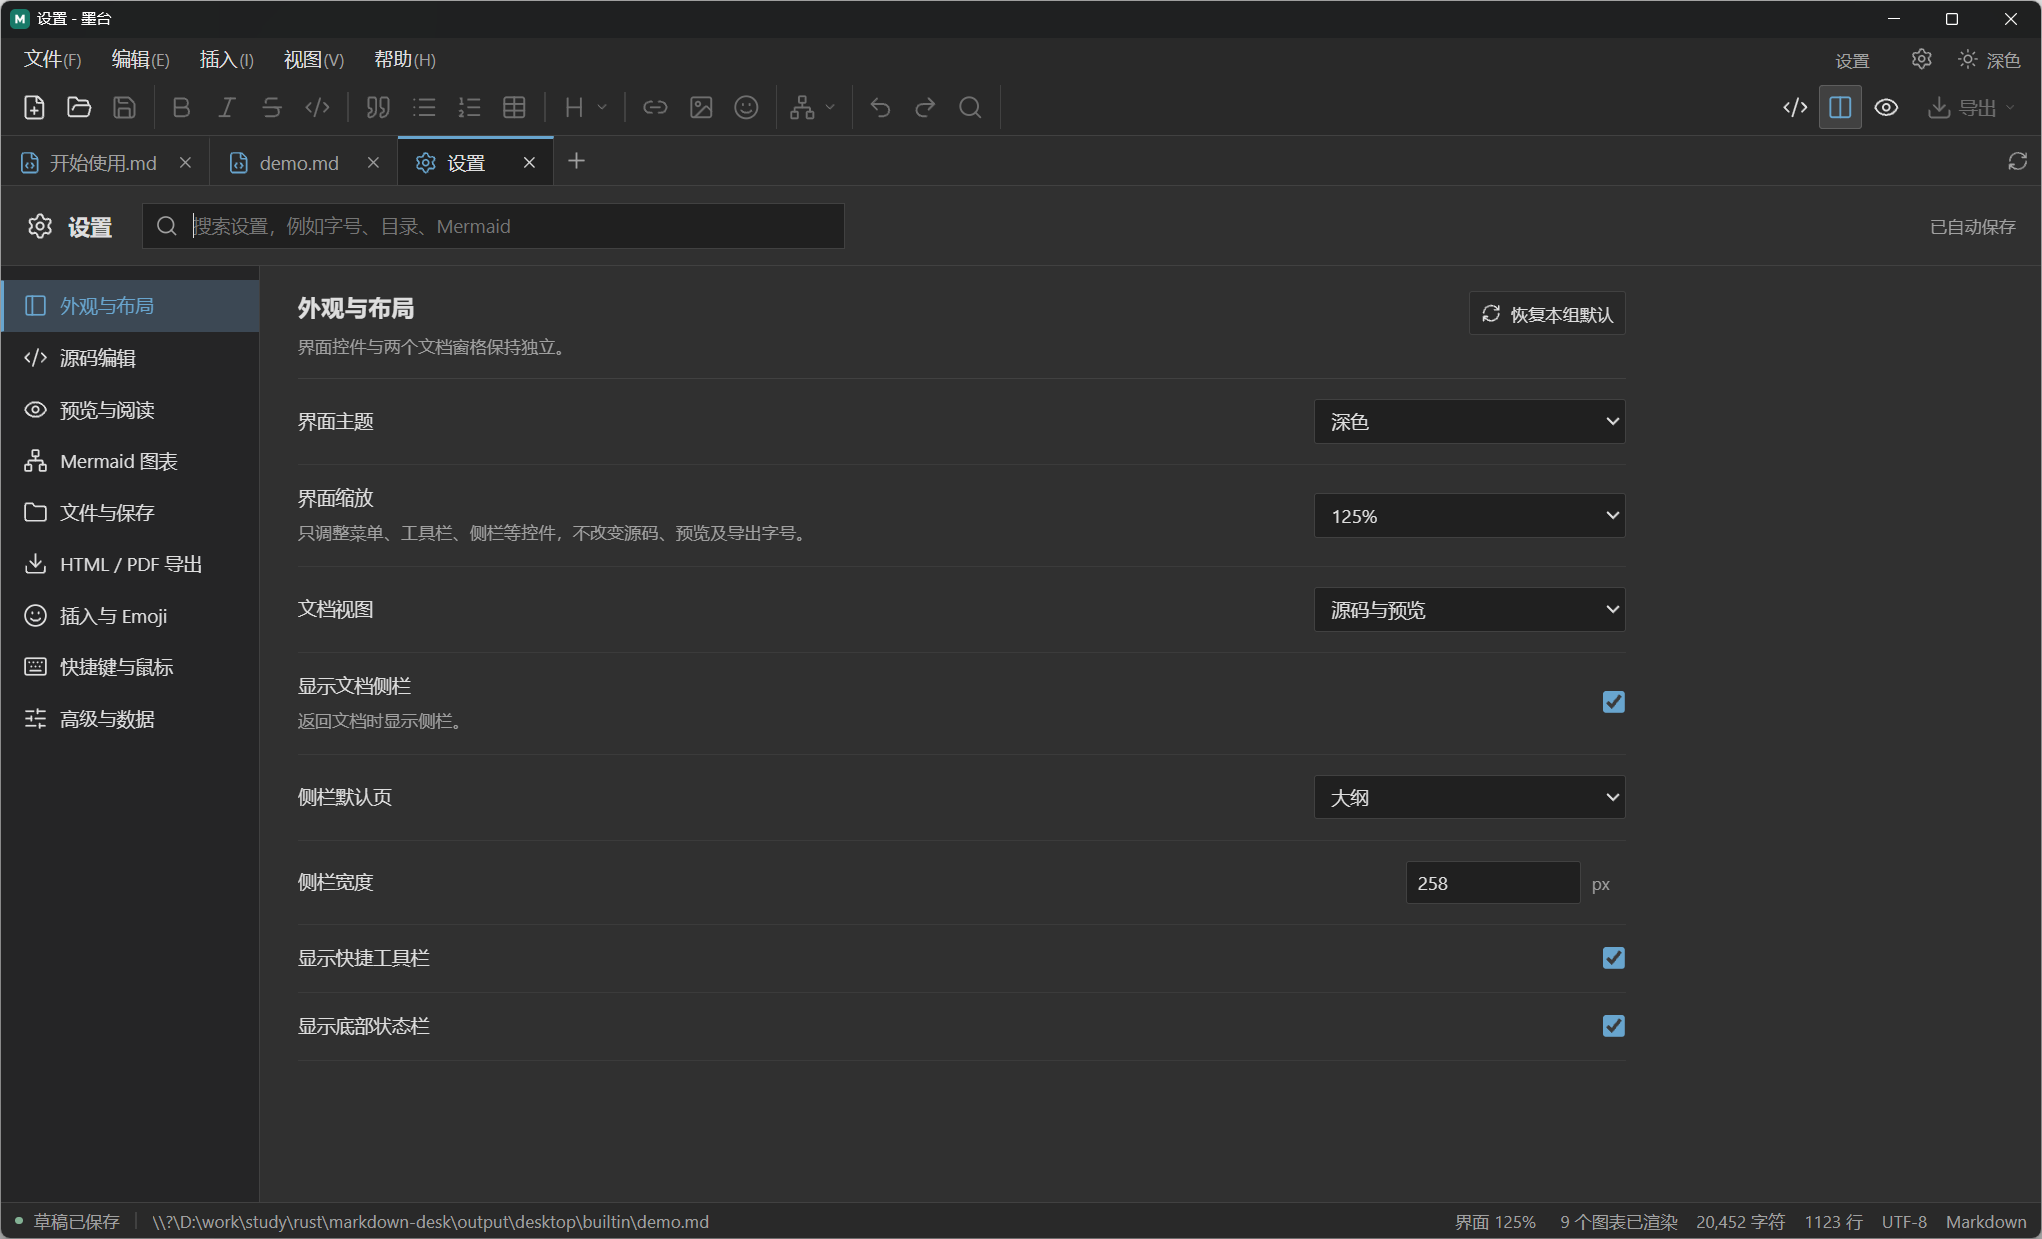 设置 - 墨台
文件(F) 编辑(E) 插入(I) 视图(V) 帮助(H) 设置 深色
导出
开始使用.md demo.md 设置
设置 搜索设置，例如字号、目录、Mermaid 已自动保存
外观与布局
源码编辑
预览与阅读
Mermaid 图表
文件与保存
HTML / PDF 导出
插入与 Emoji
快捷键与鼠标
高级与数据
外观与布局
恢复本组默认
界面控件与两个文档窗格保持独立。
界面主题 深色
界面缩放
只调整菜单、工具栏、侧栏等控件，不改变源码、预览及导出字号。
125%
文档视图 源码与预览
显示文档侧栏
返回文档时显示侧栏。
侧栏默认页 大纲
侧栏宽度 258 px
显示快捷工具栏
显示底部状态栏
草稿已保存 \\?\D:\work\study\rust\markdown-desk\output\desktop\builtin\demo.md 界面 125% 9 个图表已渲染 20,452 字符 1123 行 UTF-8 Markdown